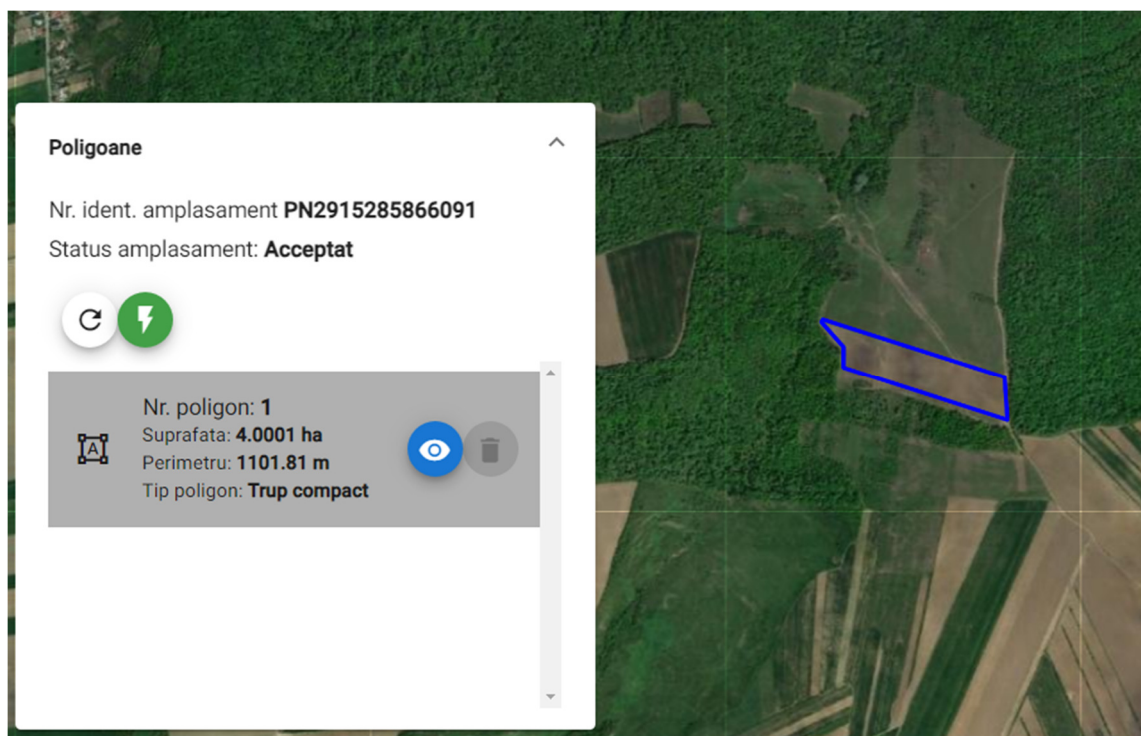 Poligoane
Nr. ident. amplasament PN2915285866091
Status amplasament: Acceptat
Nr. poligon: 1
Suprafata: 4.0001 ha
Perimetru: 1101.81 m
Tip poligon: Trup compact
A